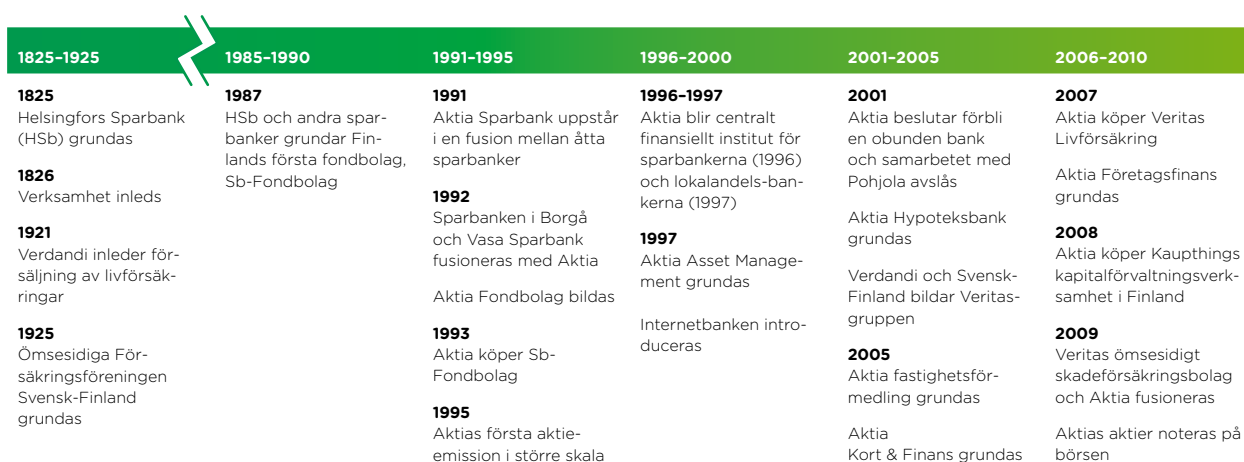 1825–1925
1825
Helsingfors Sparbank
(HSb) grundas
1826
Verksamhet inleds
1921
Verdandi inleder för-
säljning av livförsäk-
ringar
1925
Ömsesidiga För-
säkringsföreningen
Svensk-Finland
grundas
1985–1990
1987
HSb och andra spar-
banker grundar Fin-
lands första fondbolag,
Sb-Fondbolag
1991–1995
1991
Aktia Sparbank uppstår
i en fusion mellan åtta
sparbanker
1992
Sparbanken i Borgå
och Vasa Sparbank
fusioneras med Aktia
Aktia Fondbolag bildas
1993
Aktia köper Sb-
Fondbolag
1995
Aktias första aktie-
emission i större skala
1996–2000
1996–1997
Aktia blir centralt
finansiellt institut för
sparbankerna (1996)
och lokalandels-ban-
kerna (1997)
1997
Aktia Asset Manage-
ment grundas
Internetbanken intro-
duceras
2001–2005
2001
Aktia beslutar förbli
en obunden bank
och samarbetet med
Pohjola avslås
Aktia Hypoteksbank
grundas
Verdandi och Svensk-
Finland bildar Veritas-
gruppen
2005
Aktia fastighetsför-
medling grundas
Aktia
Kort & Finans grundas
2006–2010
2007
Aktia köper Veritas
Livförsäkring
Aktia Företagsfinans
grundas
2008
Aktia köper Kaupthings
kapitalförvaltningsverk-
samhet i Finland
2009
Veritas ömsesidigt
skadeförsäkringsbolag
och Aktia fusioneras
Aktias aktier noteras på
börsen